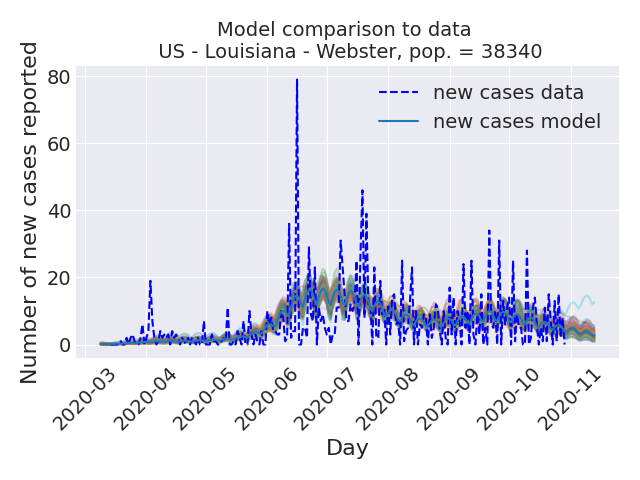 Model comparison to data
US - Louisiana - Webster, pop. = 38340
Number of new cases reported
80
60
40
20
0
new cases data
new cases model
2020-03
2020-04
2020-05
2020-06
2020-07
2020-08
2020-09
2020-10
2020-11
Day